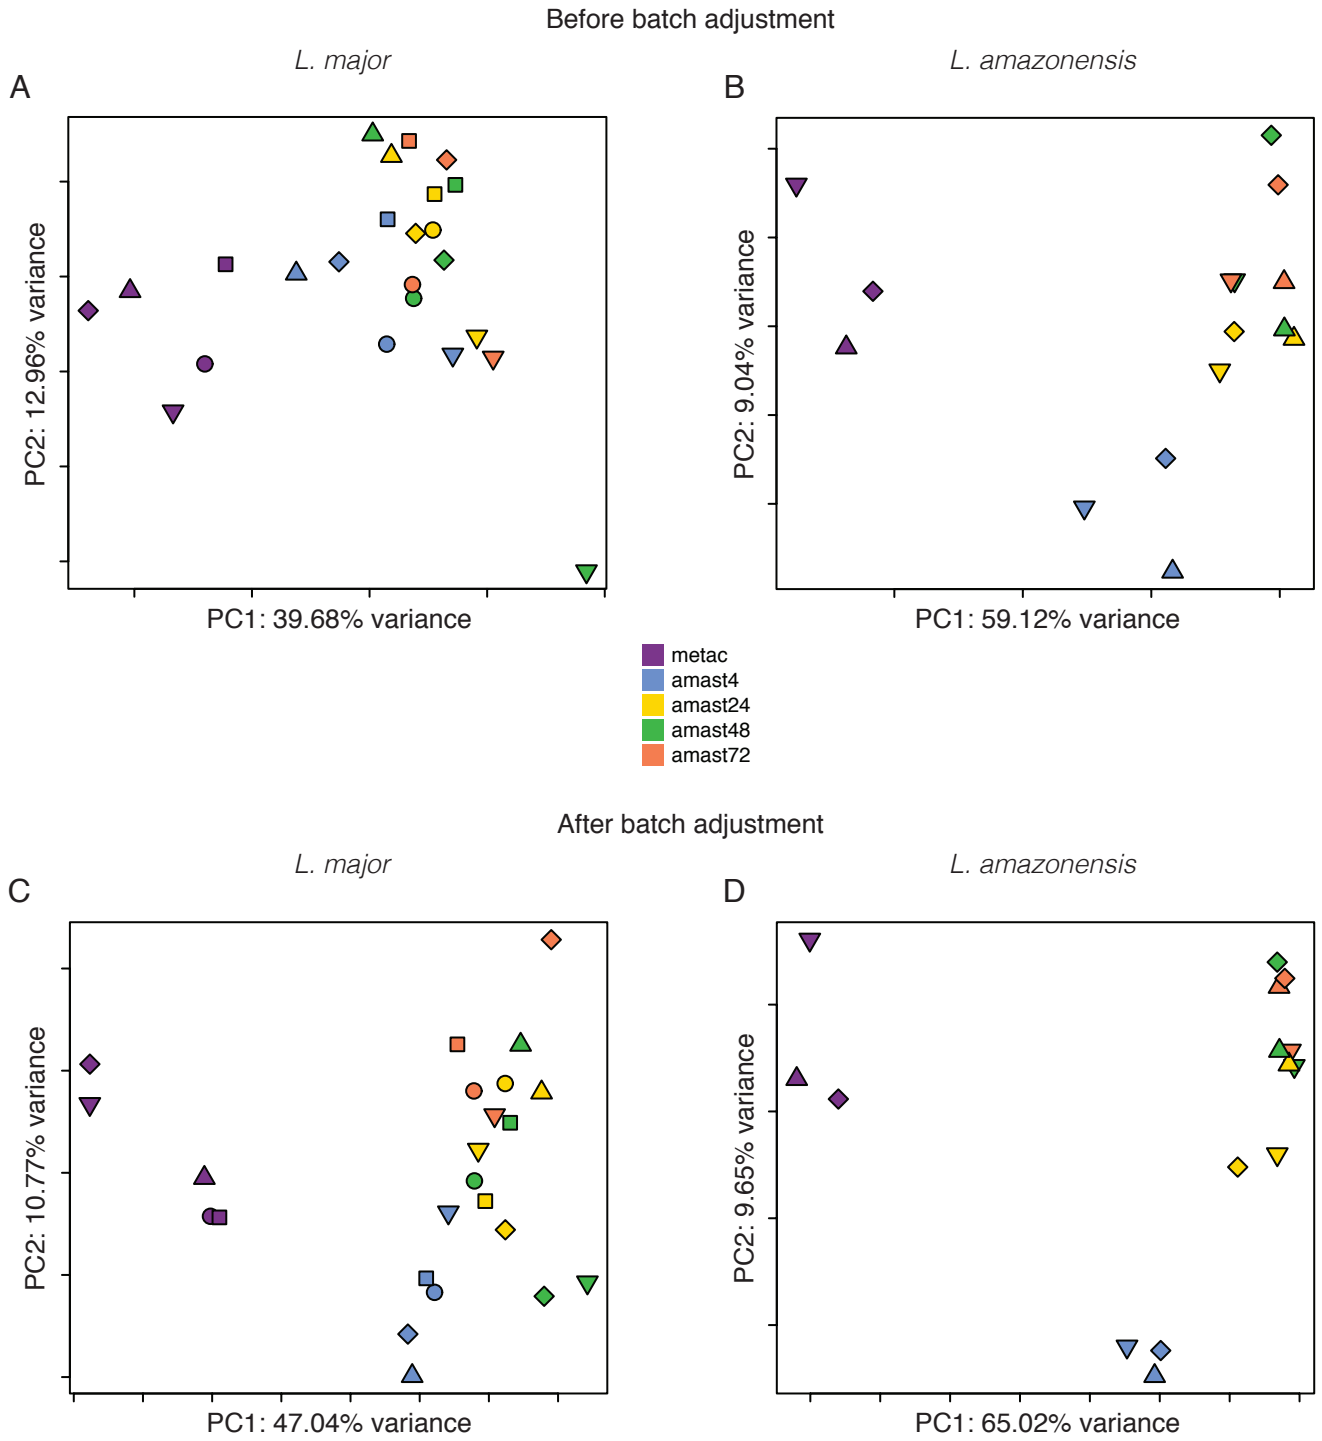 Before batch adjustment
L. major
L. amazonensis
A
B
PC2: 12.96% variance
PC2: 9.04% variance
PC1: 39.68% variance
PC1: 59.12% variance
metac
amast4
amast24
amast48
amast72
After batch adjustment
L. major
L. amazonensis
C
D
PC2: 10.77% variance
PC2: 9.65% variance
PC1: 47.04% variance
PC1: 65.02% variance